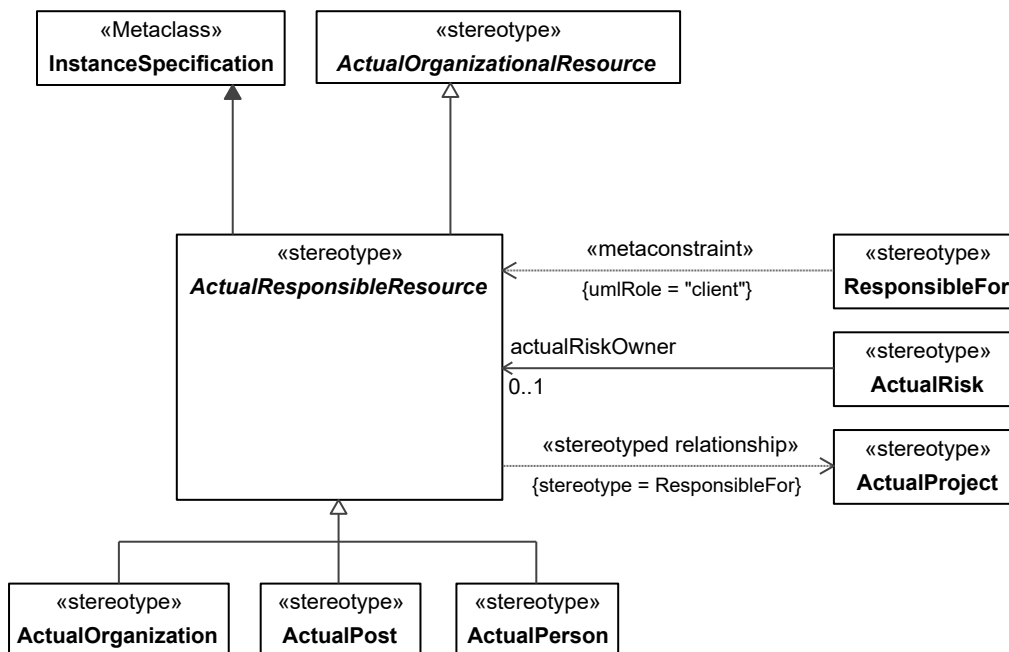 «Metaclass»
InstanceSpecification
«stereotype»
ActualOrganizationalResource
«stereotype»
ActualResponsibleResource
«metaconstraint»
{umlRole = "client"}
«stereotype»
ResponsibleFor
actualRiskOwner
0..1
«stereotype»
ActualRisk
«stereotyped relationship»
{stereotype = ResponsibleFor}
«stereotype»
ActualProject
«stereotype»
ActualOrganization
«stereotype»
ActualPost
«stereotype»
ActualPerson